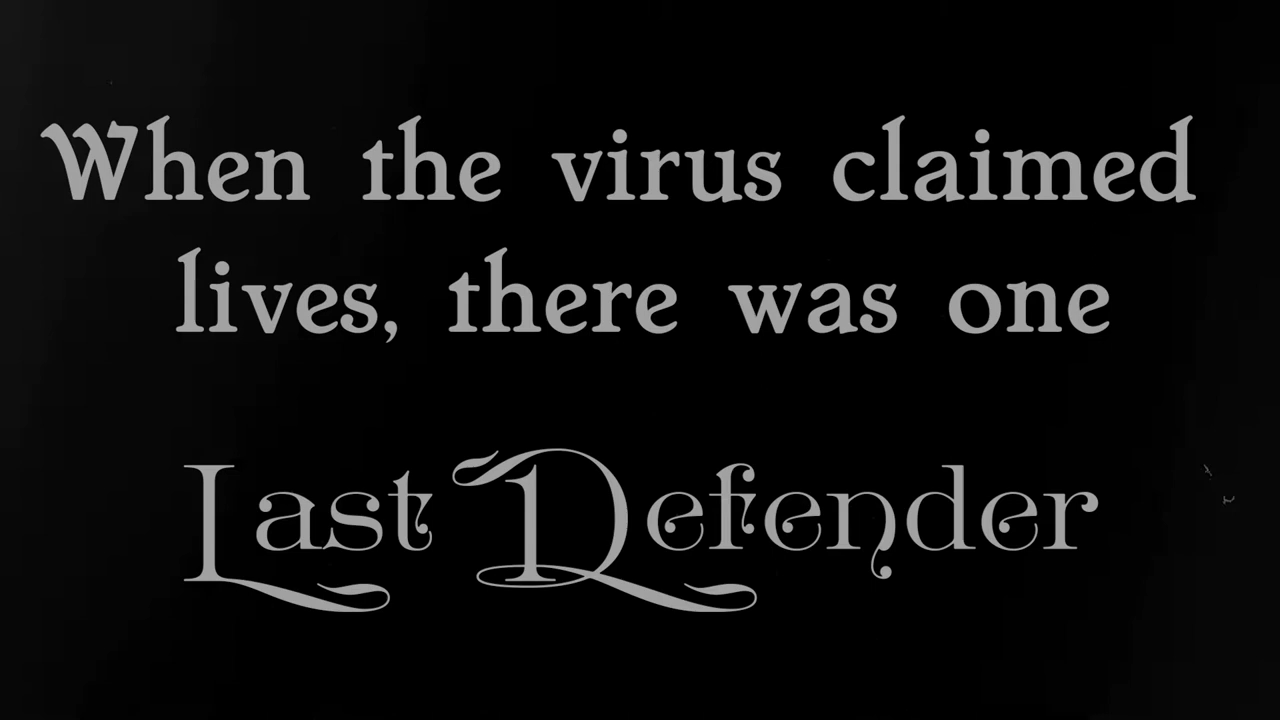 When the virus claimed
lives, there was one
Last Defender